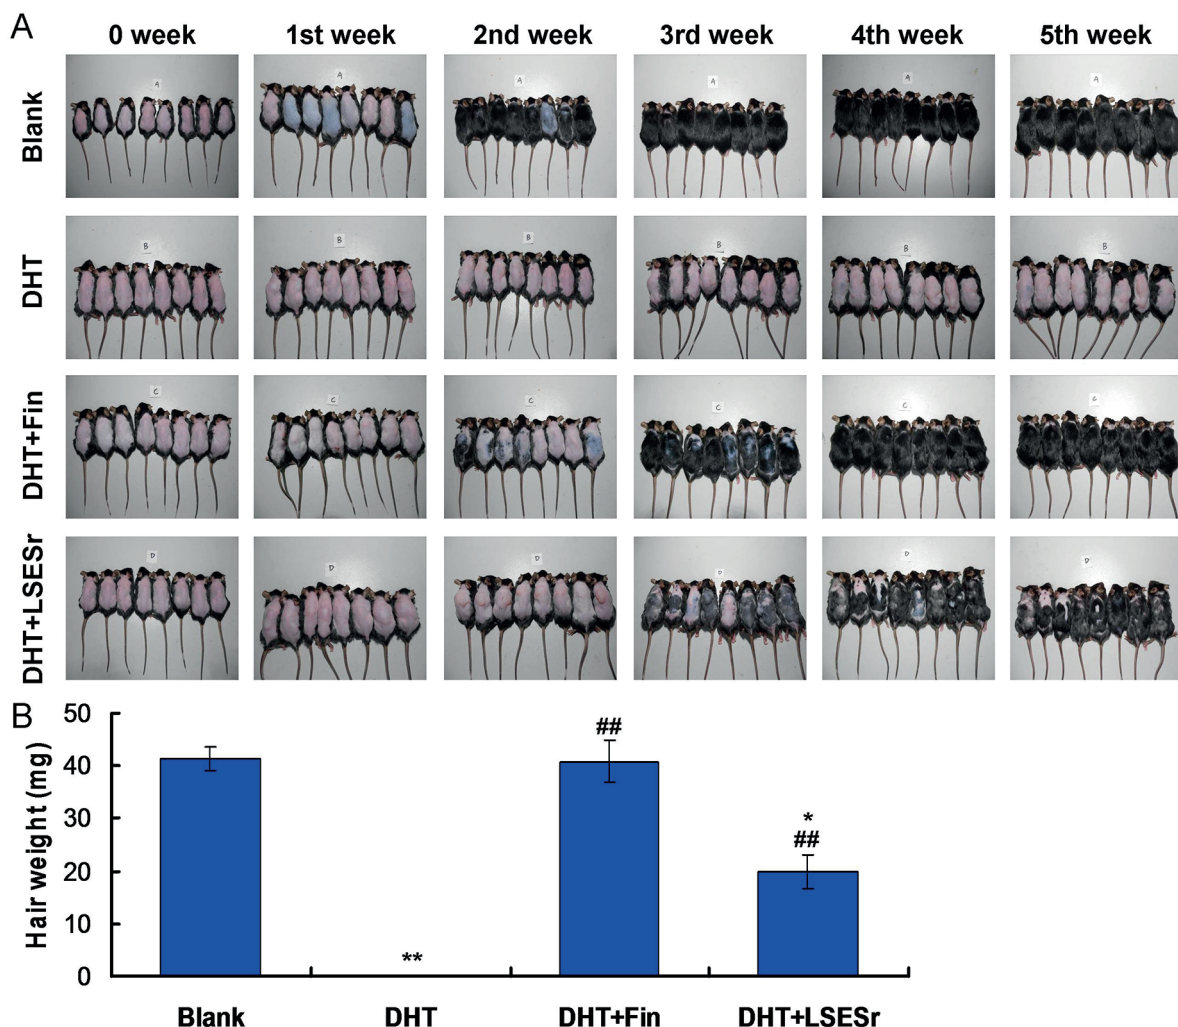 A
0 week 1st week 2nd week 3rd week 4th week 5th week
Blank
A A A A A
DHT
B B B B B B
DHT+Fin
C C C C C C
DHT+LSESr
D D D D D D
B
Hair weight (mg)
50
40
30
20
10
0
**
##
*
##
Blank DHT DHT+Fin DHT+LSESr